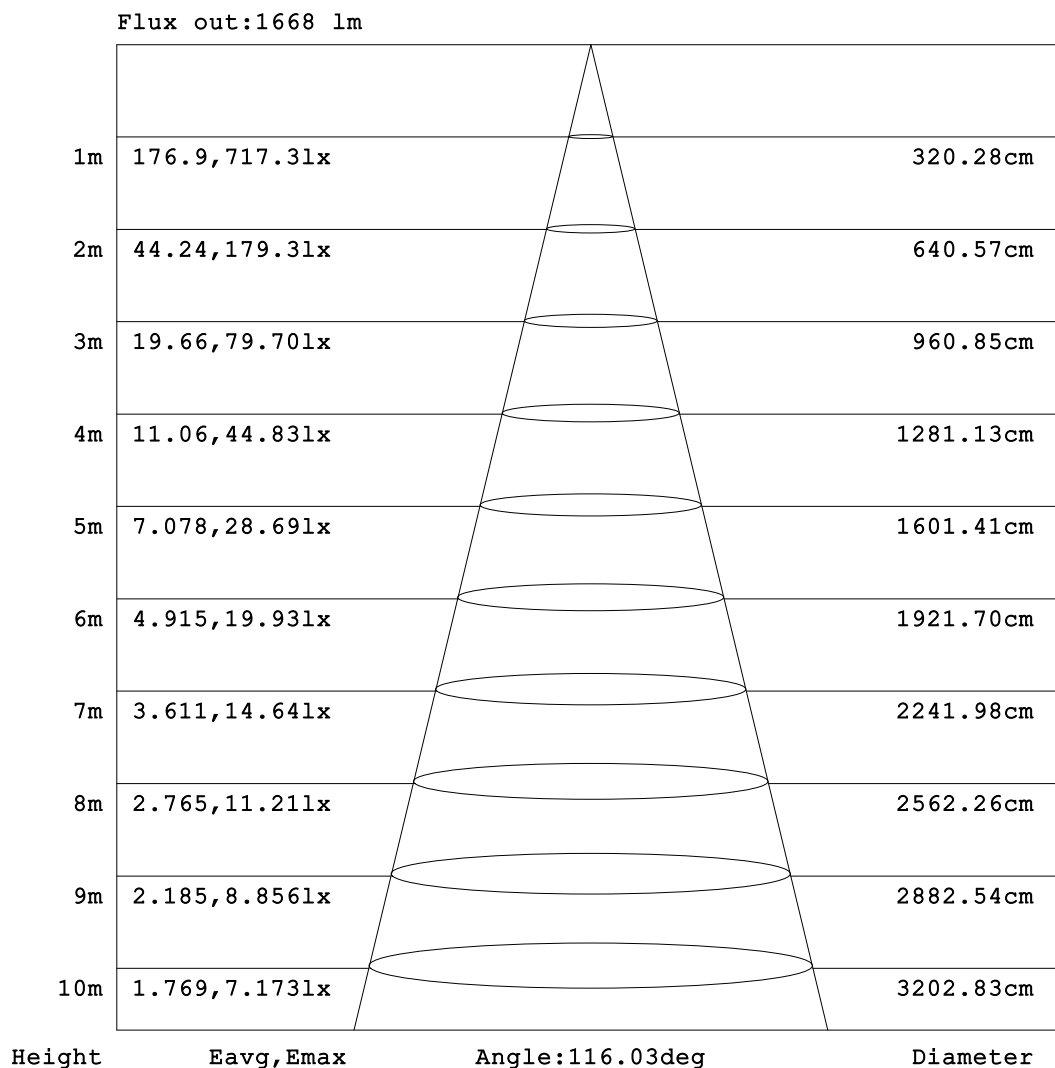 Flux out:1668 lm
1m 176.9,717.3lx 320.28cm
2m 44.24,179.3lx 640.57cm
3m 19.66,79.70lx 960.85cm
4m 11.06,44.83lx 1281.13cm
5m 7.078,28.69lx 1601.41cm
6m 4.915,19.93lx 1921.70cm
7m 3.611,14.64lx 2241.98cm
8m 2.765,11.21lx 2562.26cm
9m 2.185,8.856lx 2882.54cm
10m 1.769,7.173lx 3202.83cm
Height Eavg,Emax Angle:116.03deg Diameter